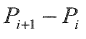 P_{i+1} − P_i